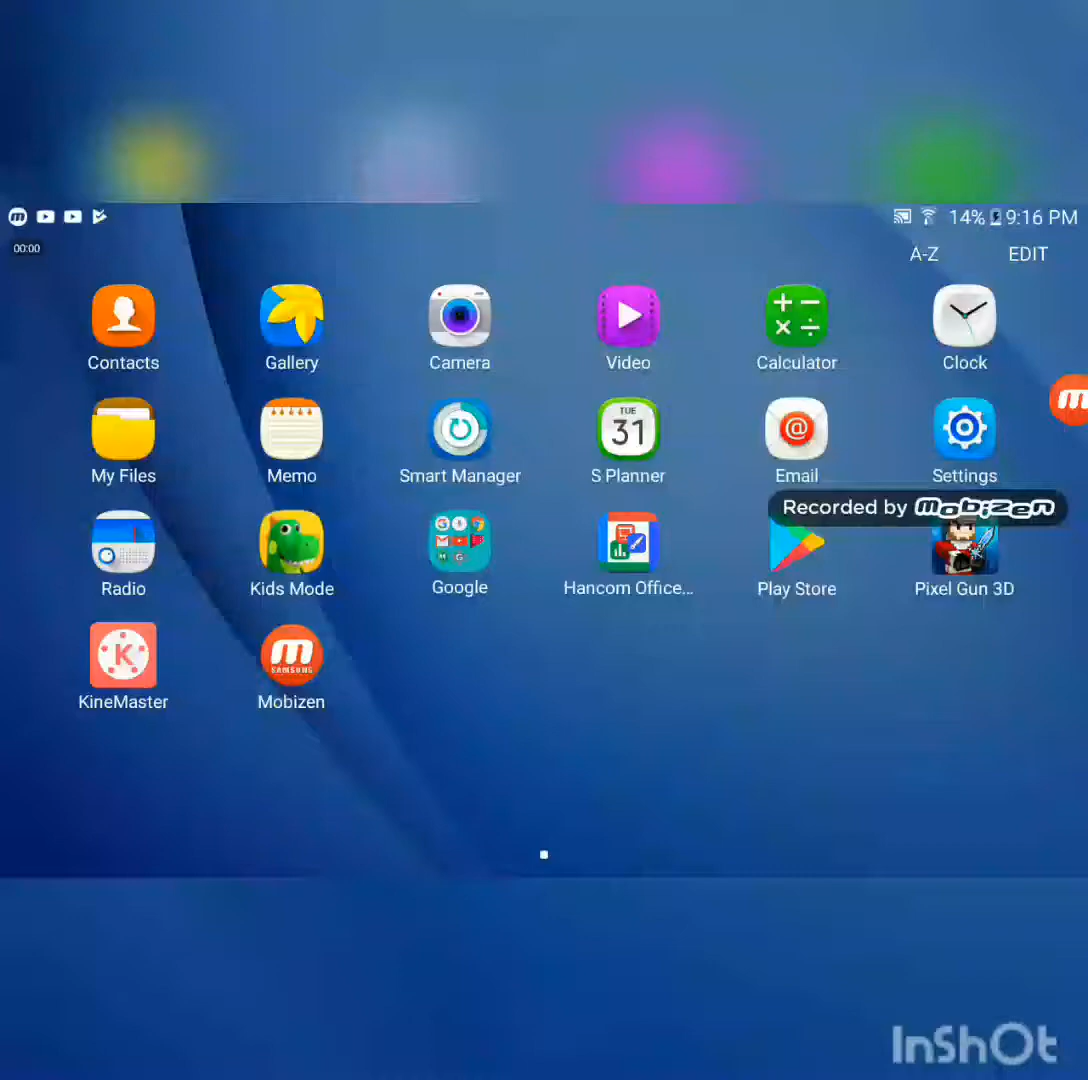 14% 9:16 PM
00:00
A-Z EDIT
Contacts Gallery Camera Video Calculator Clock
TUE
31
@
m
My Files Memo Smart Manager S Planner Email Settings
Recorded by mobizen
Radio Kids Mode Google Hancom Office... Play Store Pixel Gun 3D
K
m
SAMSUNG
KineMaster Mobizen
InShOt